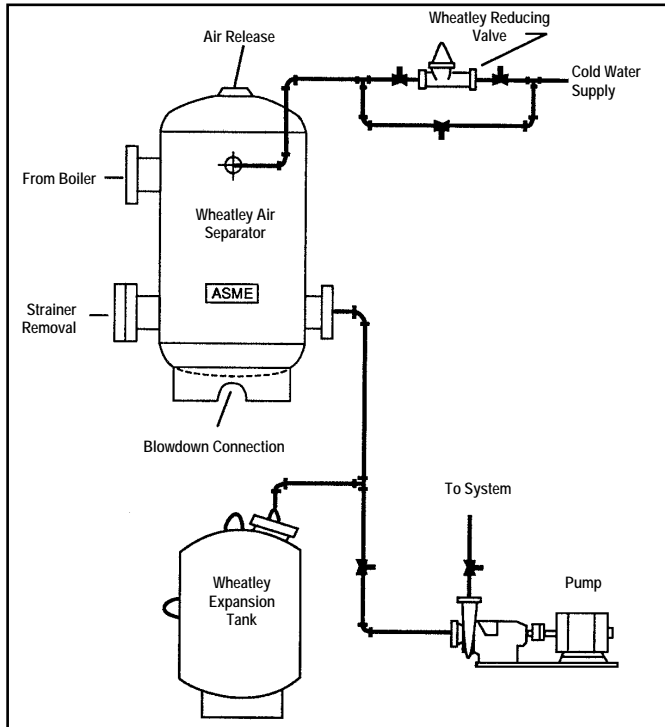 Wheatley Reducing
Valve
Air Release
Cold Water
Supply
From Boiler
Wheatley Air
Separator
ASME
Strainer
Removal
Blowdown Connection
To System
Wheatley
Expansion
Tank
Pump